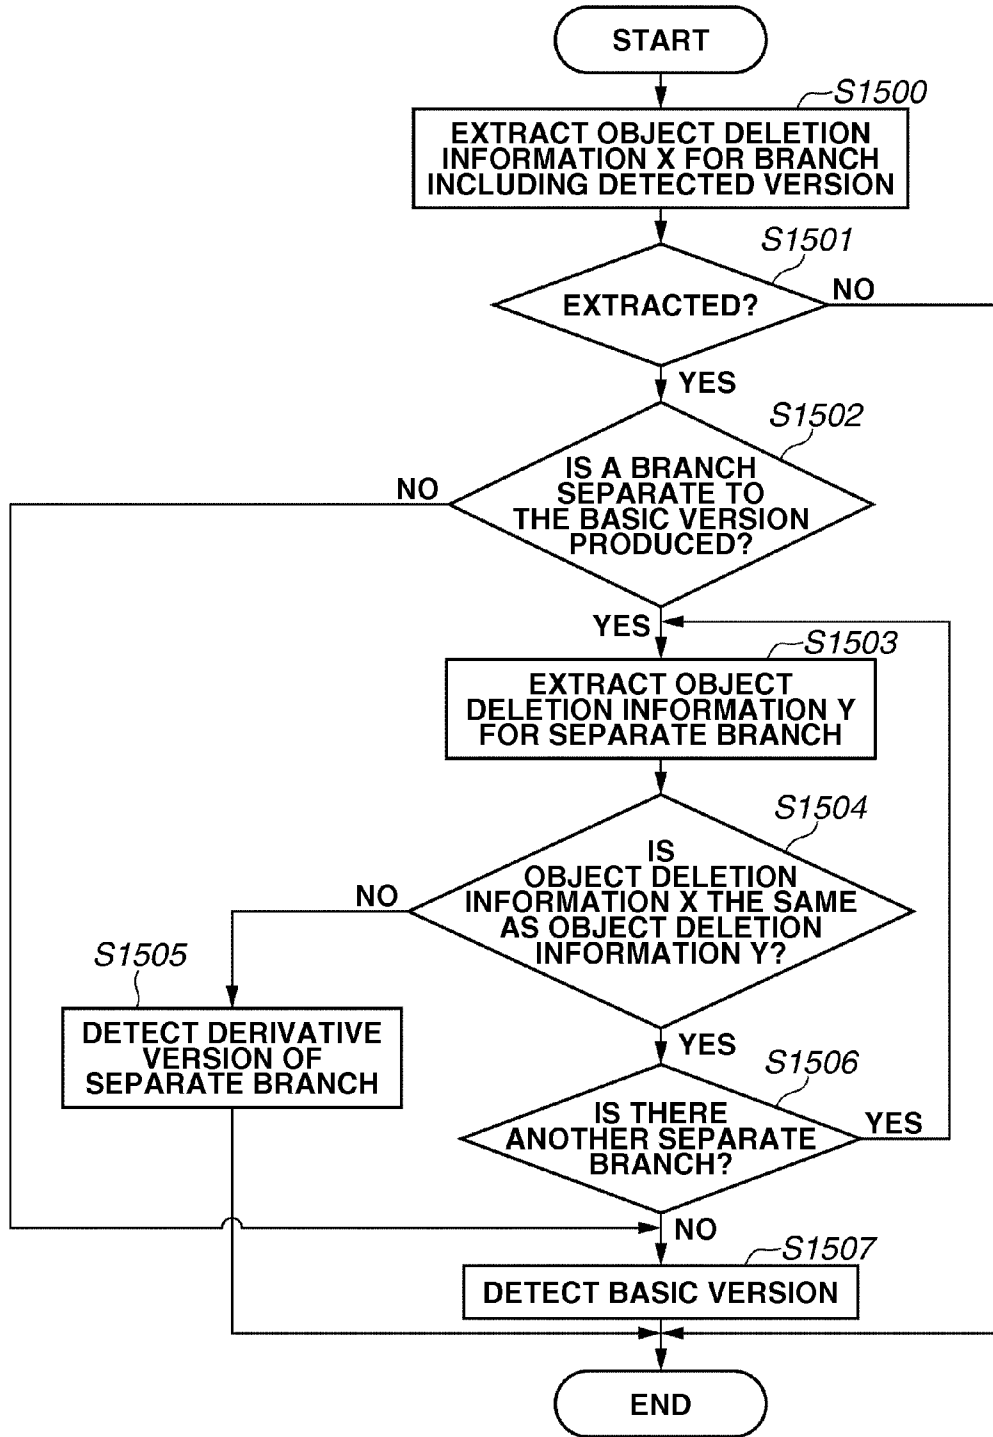 START
S1500
EXTRACT OBJECT DELETION
INFORMATION X FOR BRANCH
INCLUDING DETECTED VERSION
S1501
EXTRACTED?
NO
YES
S1502
IS A BRANCH
SEPARATE TO
THE BASIC VERSION
PRODUCED?
NO
YES
S1503
EXTRACT OBJECT
DELETION INFORMATION Y
FOR SEPARATE BRANCH
S1504
IS
OBJECT DELETION
INFORMATION X THE SAME
AS OBJECT DELETION
INFORMATION Y?
NO
S1505
DETECT DERIVATIVE
VERSION OF
SEPARATE BRANCH
YES
S1506
IS THERE
ANOTHER SEPARATE
BRANCH?
YES
NO
S1507
DETECT BASIC VERSION
END